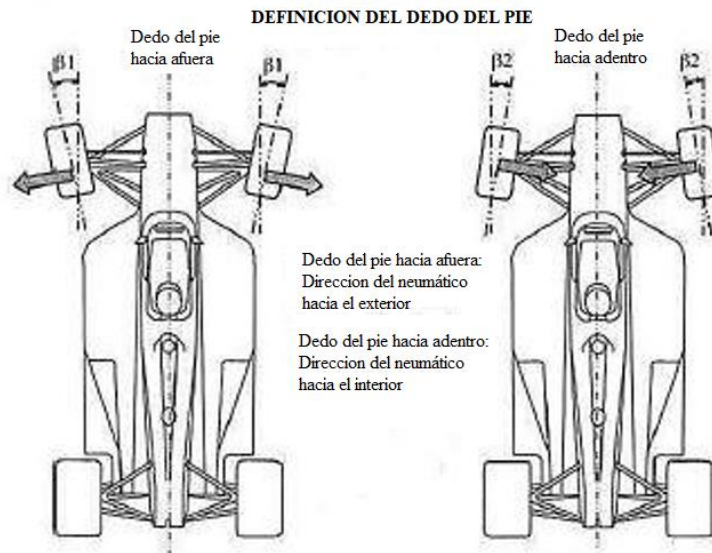 DEFINICION DEL DEDO DEL PIE
Dedo del pie
hacia afuera
β1
β1
Dedo del pie
hacia adentro
β2
β2
Dedo del pie hacia afuera:
Direccion del neumático
hacia el exterior
Dedo del pie hacia adentro:
Direccion del neumático
hacia el interior